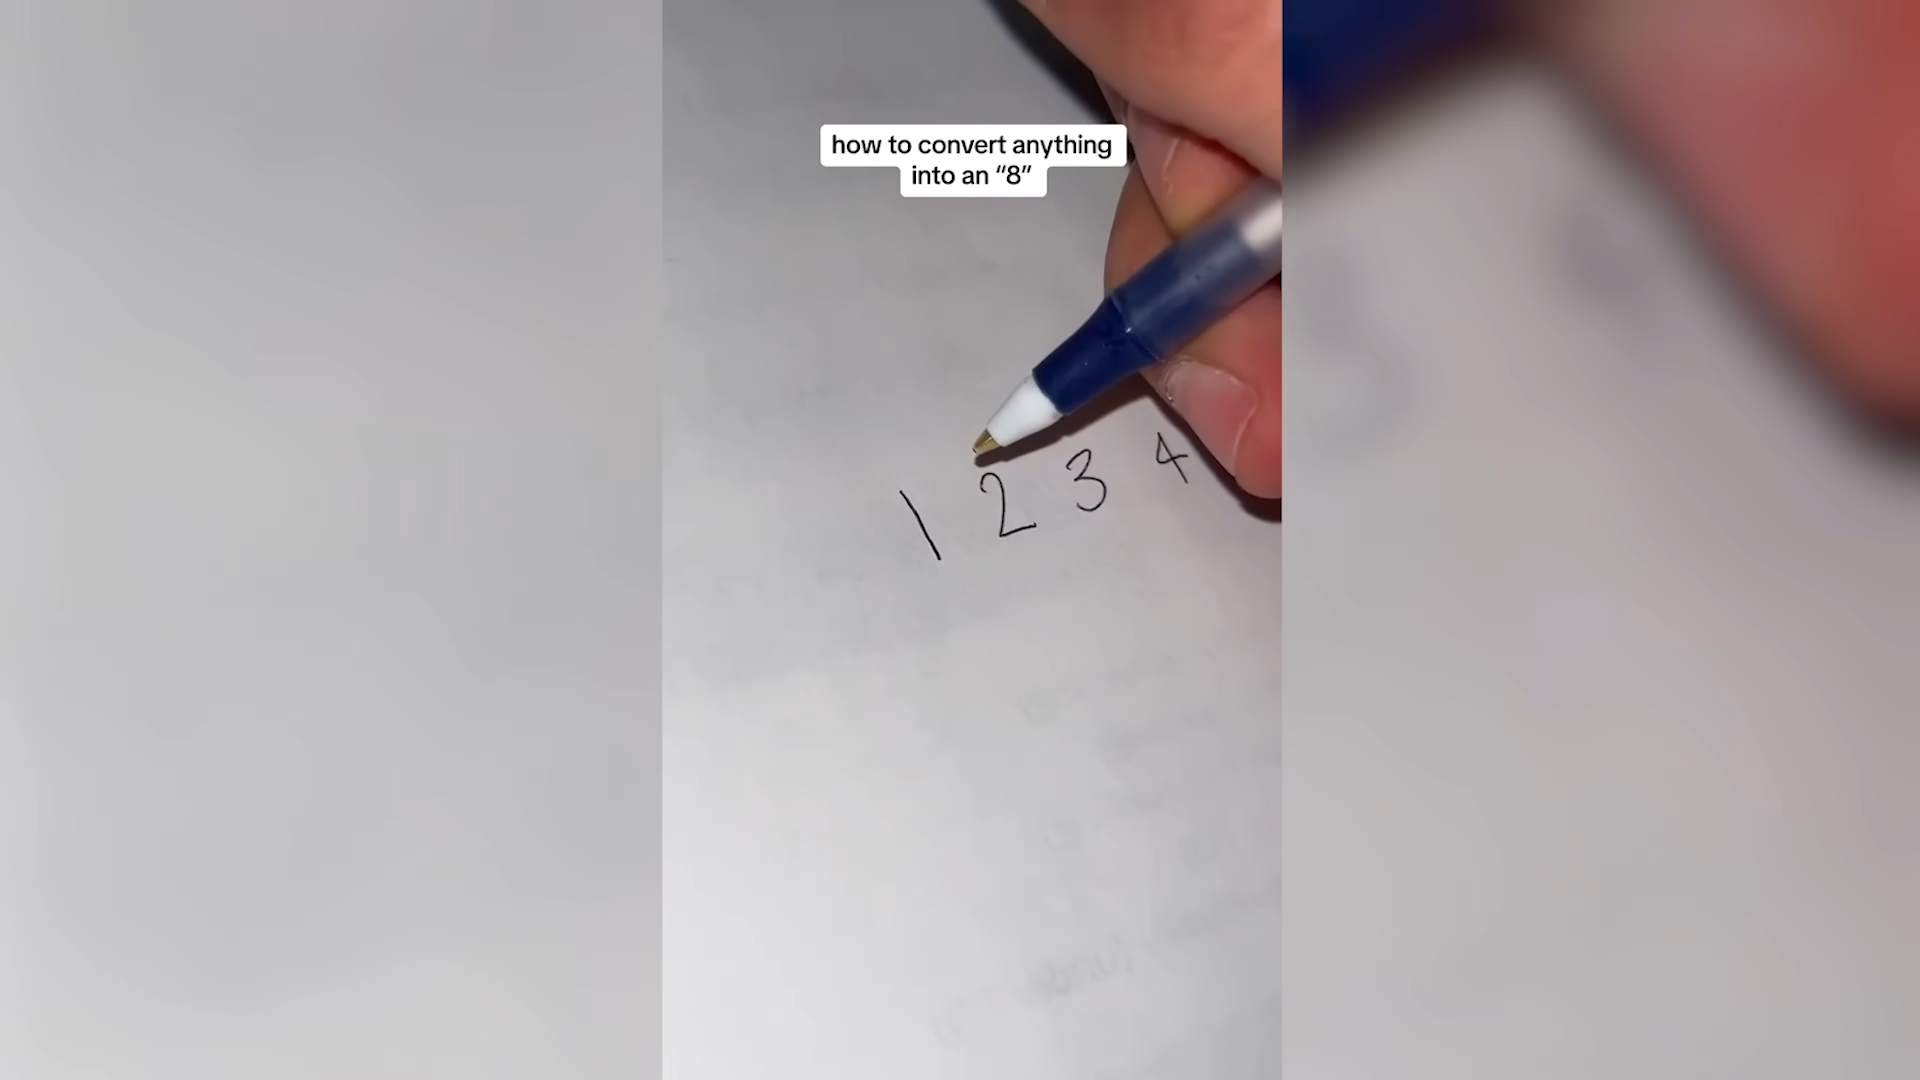 how to convert anything
into an “8”
1 2 3 4